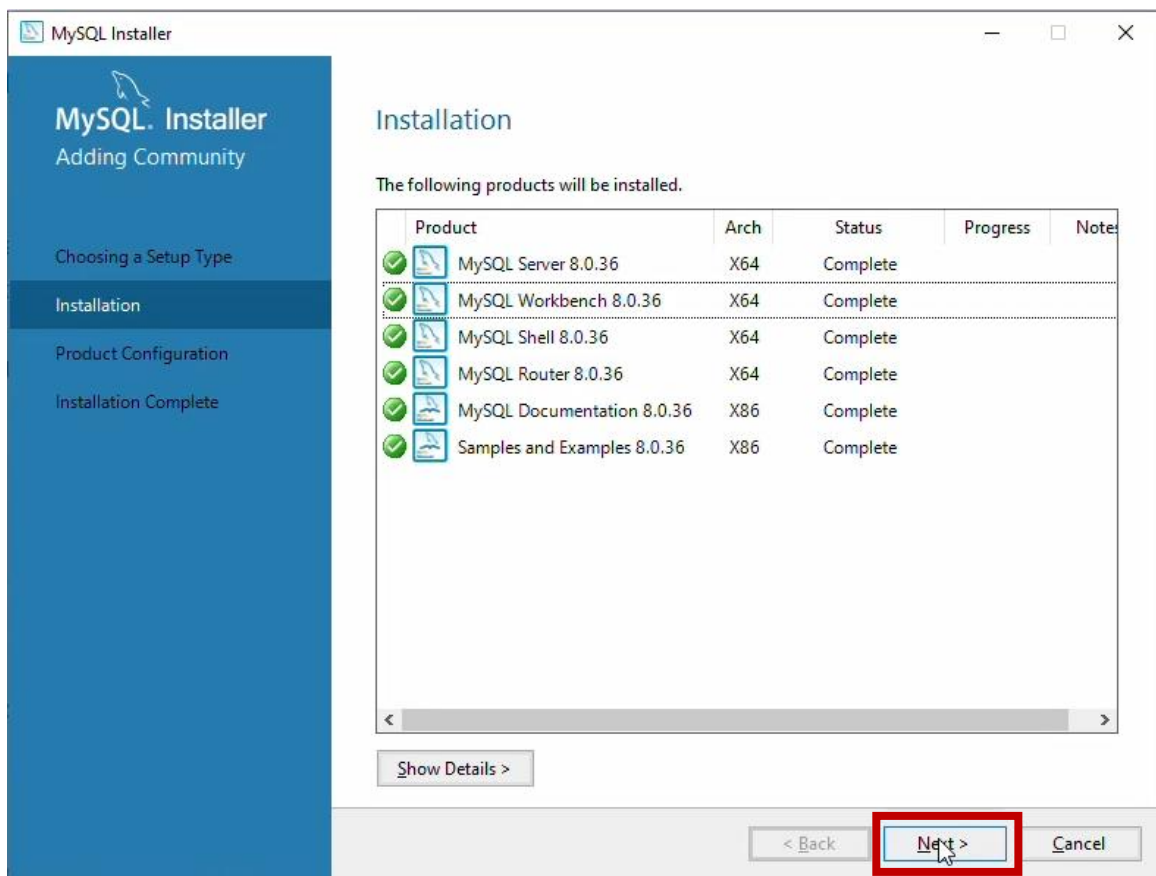 MySQL Installer
MySQL. Installer
Adding Community
Choosing a Setup Type
Installation
Product Configuration
Installation Complete
Installation
The following products will be installed.
Product Arch Status Progress Notes
MySQL Server 8.0.36 X64 Complete
MySQL Workbench 8.0.36 X64 Complete
MySQL Shell 8.0.36 X64 Complete
MySQL Router 8.0.36 X64 Complete
MySQL Documentation 8.0.36 X86 Complete
Samples and Examples 8.0.36 X86 Complete
Show Details >
< Back Next > Cancel